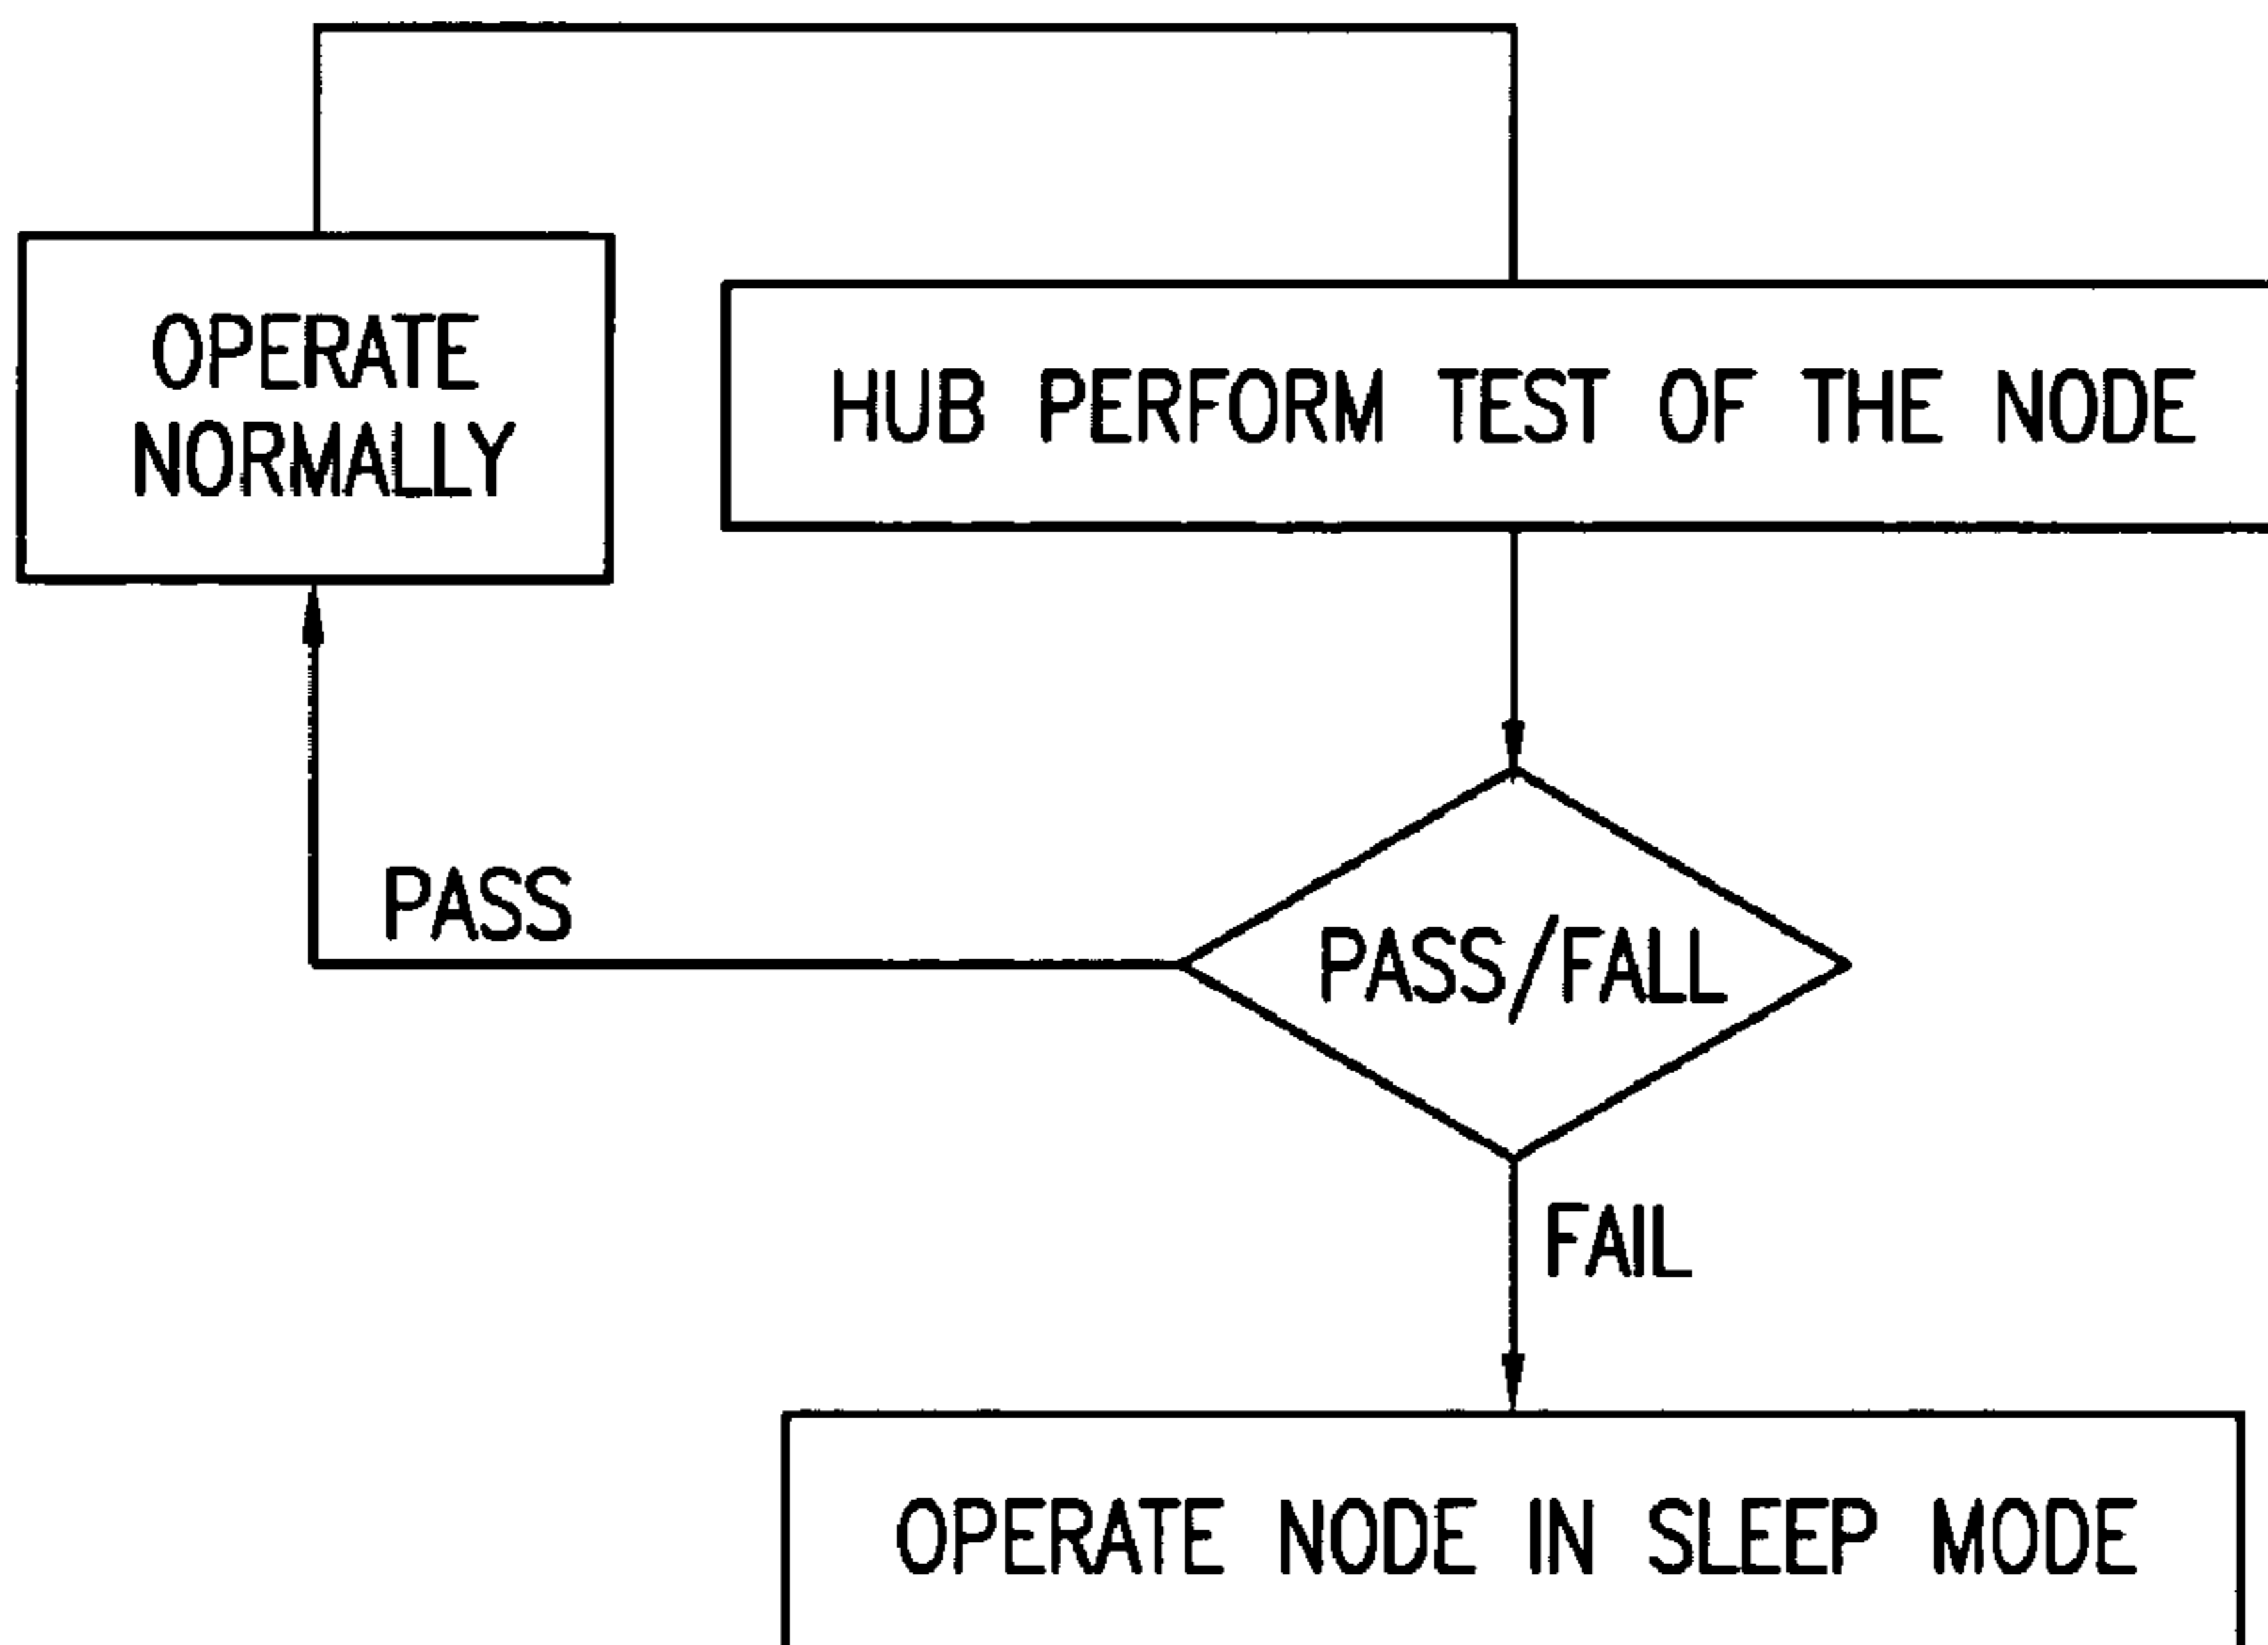 OPERATE
NORMALLY
HUB PERFORM TEST OF THE NODE
PASS
PASS/FALL
FAIL
OPERATE NODE IN SLEEP MODE